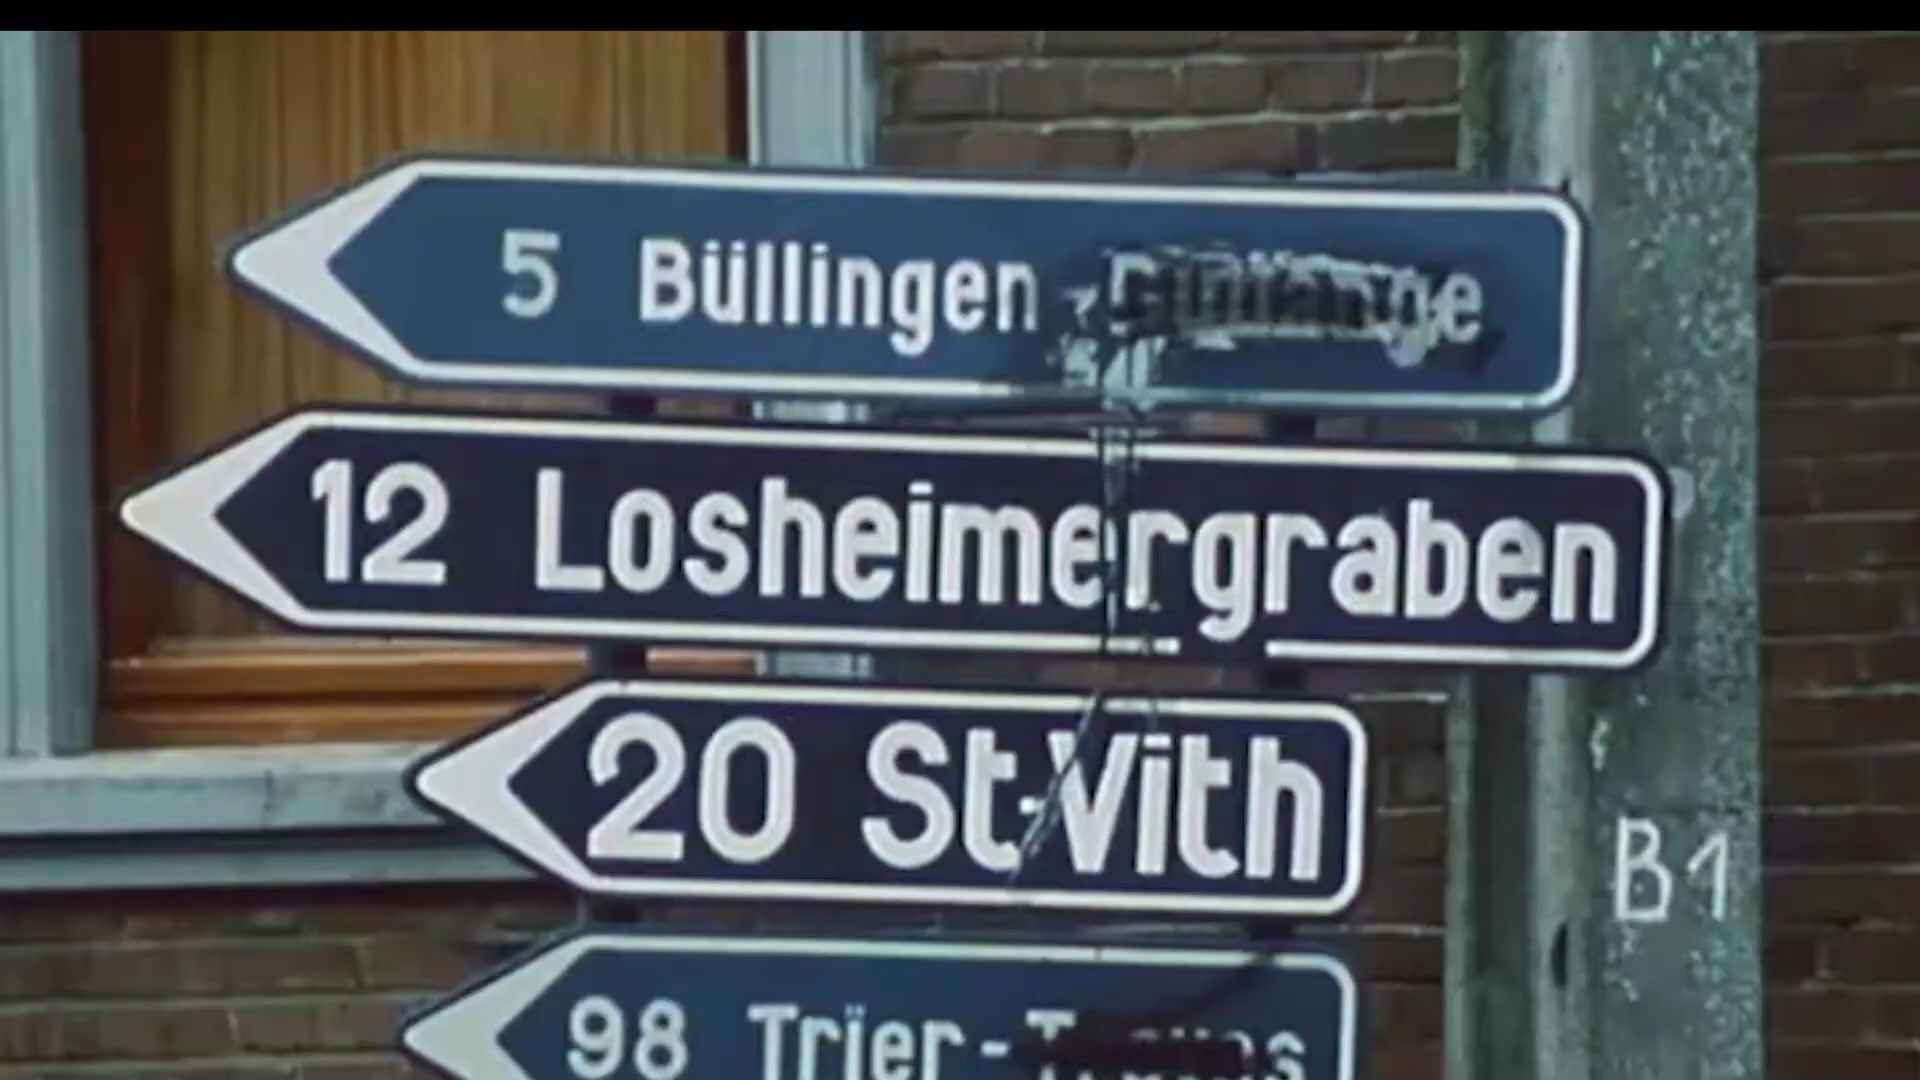 5 Büllingen
12 Losheimergraben
20 St-Vith
B1
98 Trier -